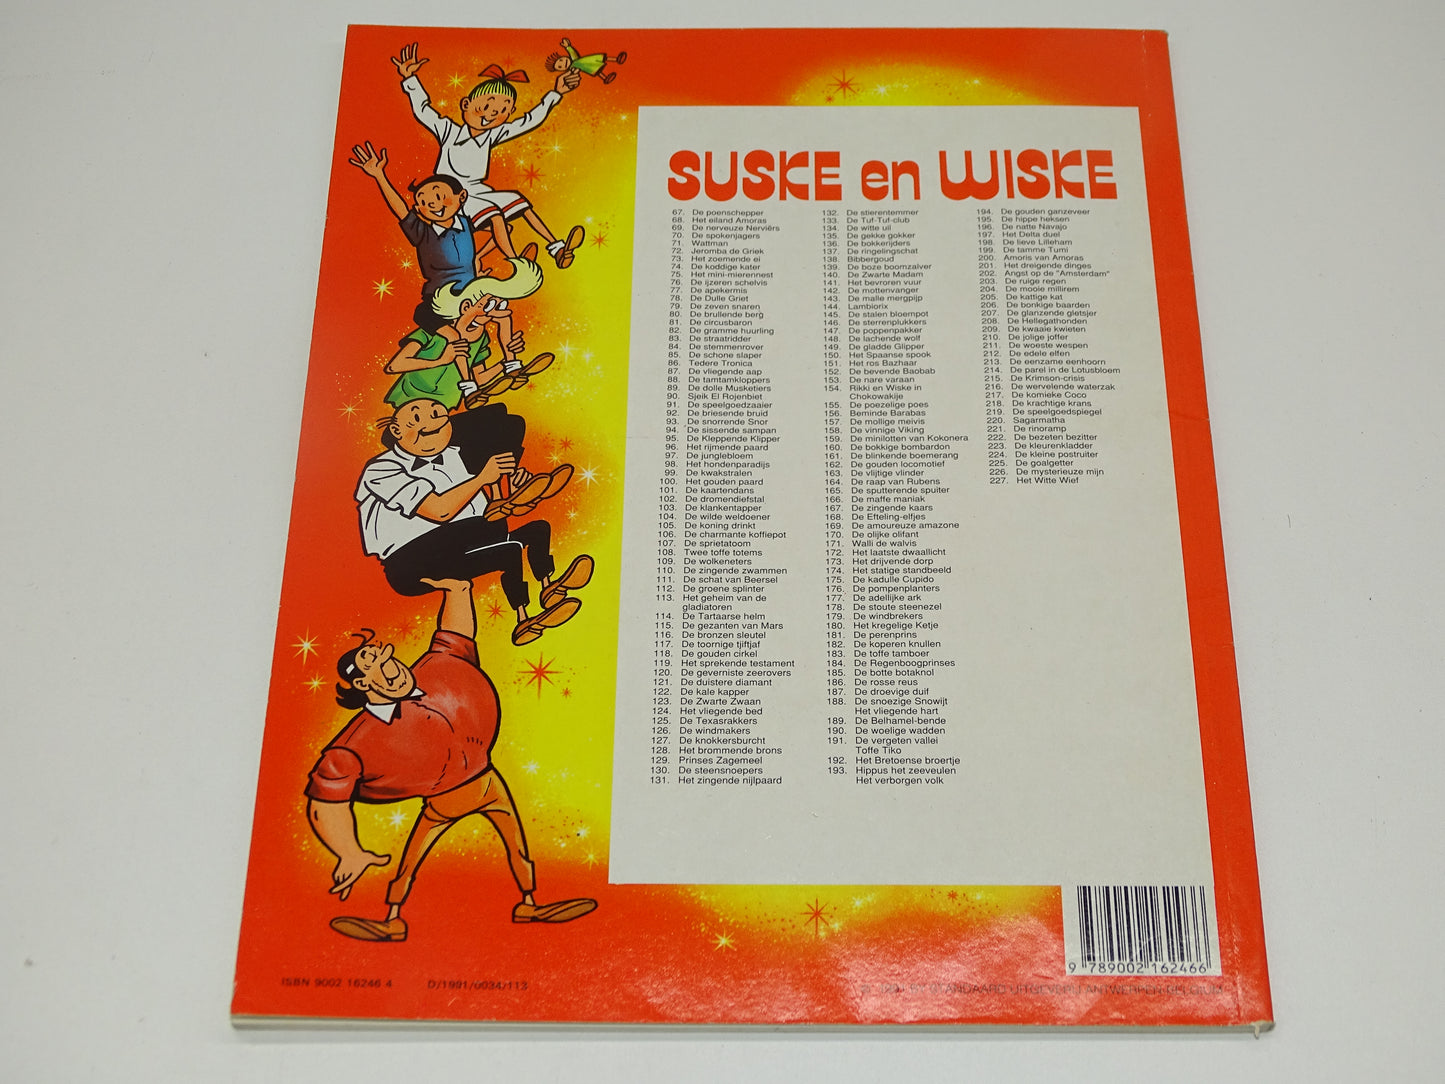 SUSKE en WISKE
67. De poenschepper
68. Het eiland Amoras
69. De nerveuze Nerviërs
70. De spokenjagers
71. Wattman
72. Jeromba de Griek
73. Het zoemende ei
74. De koddige kater
75. Het mini-mierennest
76. De ijzeren schelvis
77. De apekermis
78. De Dulle Griet
79. De zeven snaren
80. De brullende berg
81. De circusbaron
82. De gramme huurling
83. De straatridder
84. De stemmenrover
85. De schone slaper
86. Tedere Tronica
87. De vliegende aap
88. De tamtamkloppers
89. De dolle Musketiers
90. Sjeik El Rojenbiet
91. De speelgoedzaaier
92. De briesende bruid
93. De snorrende Snor
94. De sissende sampan
95. De Kleppende Klipper
96. Het rijmende paard
97. De junglebloem
98. Het hondenparadijs
99. De kwakstralen
100. Het gouden paard
101. De kaartendans
102. De dromendiefstal
103. De klankentapper
104. De wilde weldoener
105. De koning drinkt
106. De charmante koffiepot
107. De sprietatoom
108. Twee toffe totems
109. De wolkeneters
110. De zingende zwammen
111. De schat van Beersel
112. De groene splinter
113. Het geheim van de
gladiatoren
114. De Tartaarse helm
115. De gezanten van Mars
116. De bronzen sleutel
117. De toornige tjiftjaf
118. De gouden cirkel
119. Het sprekende testament
120. De geverniste zeerovers
121. De duistere diamant
122. De kale kapper
123. De Zwarte Zwaan
124. Het vliegende bed
125. De Texasrakkers
126. De windmakers
127. De knokkersburcht
128. Het brommende brons
129. Prinses Zagemeel
130. De steensnoepers
131. Het zingende nijlpaard
132. De stierentemmer
133. De Tuf-Tuf-club
134. De witte uil
135. De gekke gokker
136. De bokkerijders
137. De ringelingschat
138. Bibbergoud
139. De boze boomzalver
140. De Zwarte Madam
141. Het bevroren vuur
142. De mottenvanger
143. De malle mergpijp
144. Lambiorix
145. De stalen bloempot
146. De sterrenplukkers
147. De poppenpakker
148. De lachende wolf
149. De gladde Glipper
150. Het Spaanse spook
151. Het ros Bazhaar
152. De bevende Baobab
153. De nare varaan
154. Rikki en Wiske in
Chokowakije
155. De poezelige poes
156. Beminde Barabas
157. De mollige meivis
158. De vinnige Viking
159. De minilotten van Kokonera
160. De bokkige bombardon
161. De blinkende boemerang
162. De gouden locomotief
163. De vlijtige vlinder
164. De raap van Rubens
165. De sputterende spuiter
166. De maffe maniak
167. De zingende kaars
168. De Efteling-elfjes
169. De amoureuze amazone
170. De olijke olifant
171. Walli de walvis
172. Het laatste dwaallicht
173. Het drijvende dorp
174. Het statige standbeeld
175. De kadulle Cupido
176. De pompenplanters
177. De adellijke ark
178. De stoute steenezel
179. De windbrekers
180. Het kregelige Ketje
181. De perenprins
182. De koperen knullen
183. De toffe tamboer
184. De Regenboogprinses
185. De botte botaknol
186. De rosse reus
187. De droevige duif
188. De snoezige Snowijt
Het vliegende hart
189. De Belhamel-bende
190. De woelige wadden
191. De vergeten vallei
Toffe Tiko
192. Het Bretoense broertje
193. Hippus het zeeveulen
Het verborgen volk
194. De gouden ganzeveer
195. De hippe heksen
196. De natte Navajo
197. Het Delta duel
198. De lieve Lilleham
199. De tamme Tumi
200. Amoris van Amoras
201. Het dreigende dinges
202. Angst op de "Amsterdam"
203. De ruige regen
204. De mooie millirem
205. De kattige kat
206. De bonkige baarden
207. De glanzende gletsjer
208. De Hellegathonden
209. De kwaaie kwieten
210. De jolige joffer
211. De woeste wespen
212. De edele elfen
213. De eenzame eenhoorn
214. De parel in de Lotusbloem
215. De Krimson-crisis
216. De wervelende waterzak
217. De komieke Coco
218. De krachtige krans
219. De speelgoedspiegel
220. Sagarmatha
221. De rinoramp
222. De bezeten bezitter
223. De kleurenkladder
224. De kleine postruiter
225. De goalgetter
226. De mysterieuze mijn
227. Het Witte Wief
9 789002 162466
ISBN 9002 16246 4 D/1991/0034/113
STANDAARD UITGEVERIJ ANTWERPEN BELGIUM